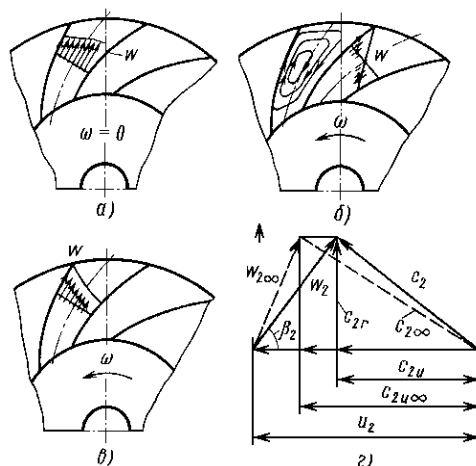 W
ω = 0
а)
W
ω
б)
W
ω
в)
W₂∞
W₂
C₂
C₂r
C₂∞
β₂
C₂u
C₂u∞
U₂
г)